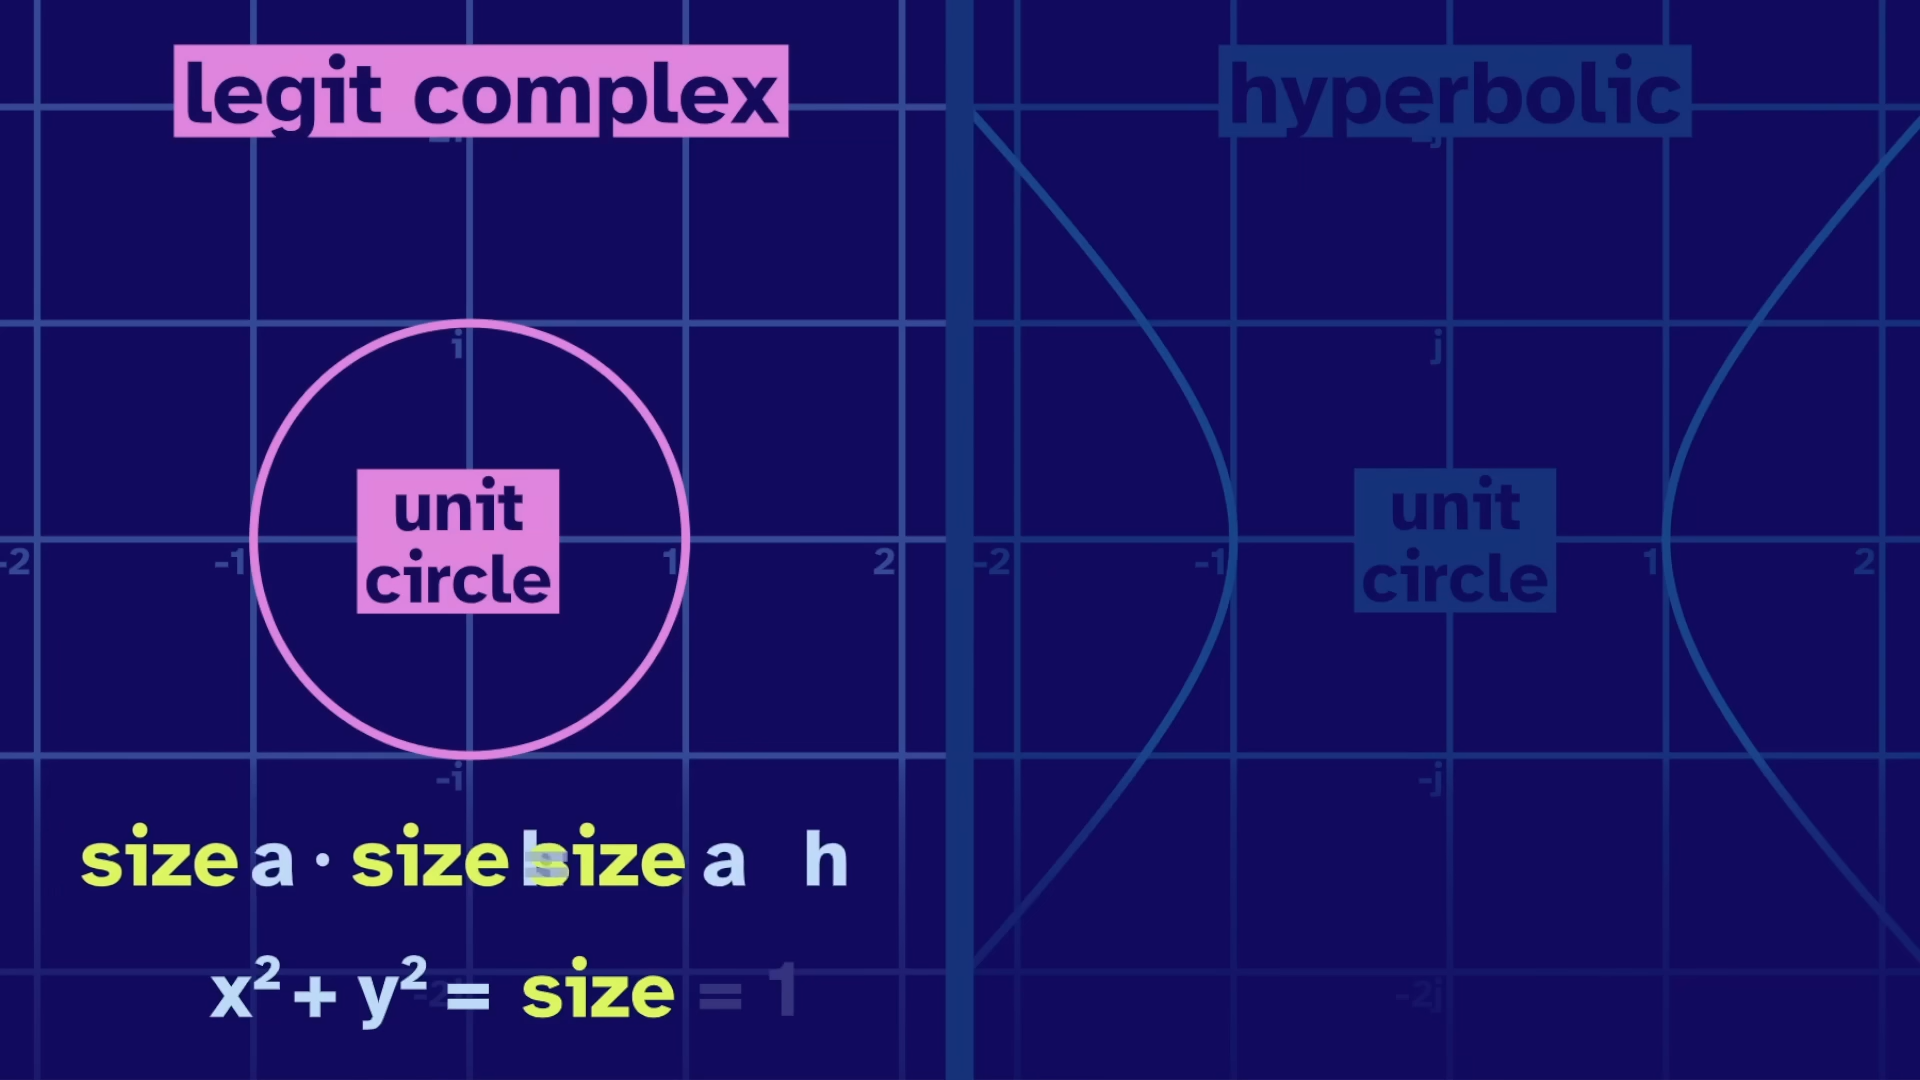 legit complex
i
unit
circle
-2 -1 1 2
-i
size a · size size a h
x² + y² = size = 1
hyperbolic
j
unit
circle
-2 -1 1 2
-j
-2j